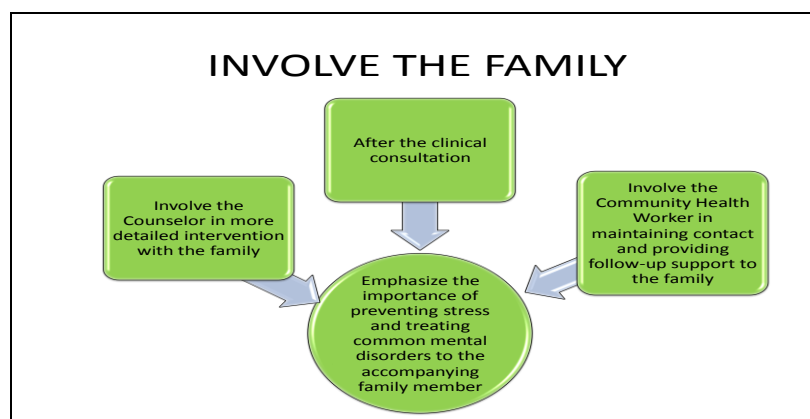 INVOLVE THE FAMILY
After the clinical
consultation
Involve the
Counselor in more
detailed intervention
with the family
Involve the
Community Health
Worker in
maintaining contact
and providing
follow-up support to
the family
Emphasize the
importance of
preventing stress
and treating
common mental
disorders to the
accompanying
family member